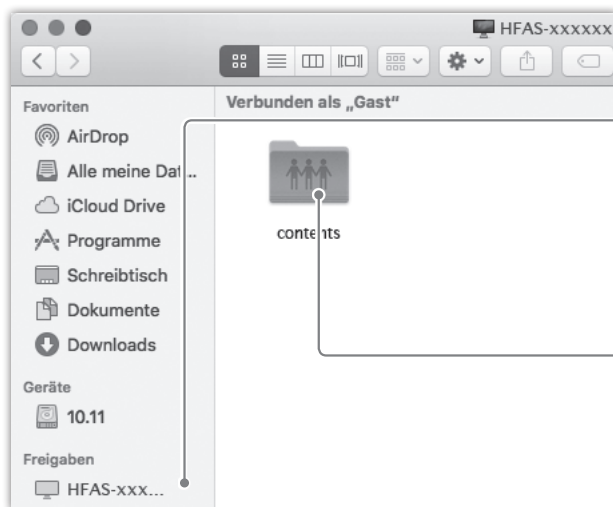 HFAS-xxxxxx
Favoriten
AirDrop
Alle meine Dat...
iCloud Drive
Programme
Schreibtisch
Dokumente
Downloads
Geräte
10.11
Freigaben
HFAS-xxx...
Verbunden als „Gast"
contents